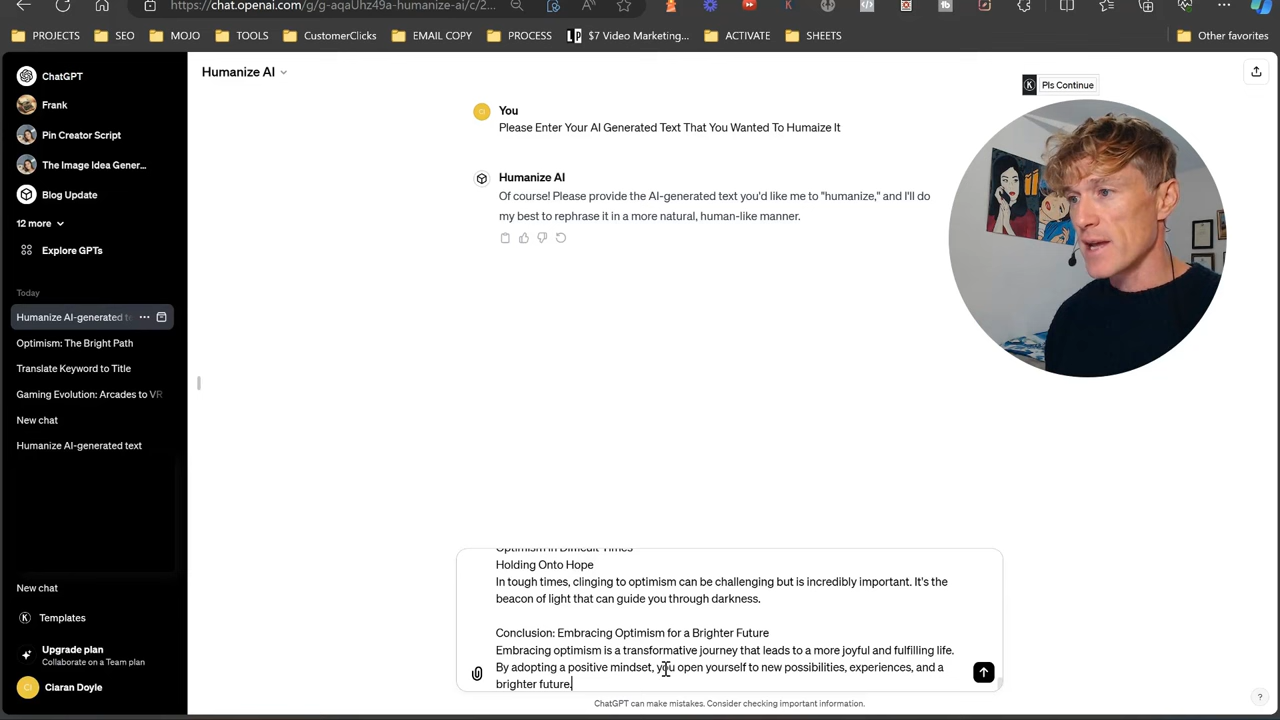 https://chat.openai.com/g/g-aqaUhz49a-humanize-ai/c/2...
PROJECTS
SEO
MOJO
TOOLS
CustomerClicks
EMAIL COPY
PROCESS
$7 Video Marketing...
ACTIVATE
SHEETS
Other favorites
ChatGPT
Frank
Pin Creator Script
The Image Idea Gener...
Blog Update
12 more
Explore GPTs
Today
Humanize AI-generated te
Optimism: The Bright Path
Translate Keyword to Title
Gaming Evolution: Arcades to VR
New chat
Humanize AI-generated text
New chat
Templates
Upgrade plan
Collaborate on a Team plan
Ciaran Doyle
Humanize AI
Pls Continue
You
Please Enter Your AI Generated Text That You Wanted To Humaize It
Humanize AI
Of course! Please provide the AI-generated text you'd like me to "humanize," and I'll do
my best to rephrase it in a more natural, human-like manner.
Optimism in Difficult Times
Holding Onto Hope
In tough times, clinging to optimism can be challenging but is incredibly important. It's the
beacon of light that can guide you through darkness.
Conclusion: Embracing Optimism for a Brighter Future
Embracing optimism is a transformative journey that leads to a more joyful and fulfilling life.
By adopting a positive mindset, you open yourself to new possibilities, experiences, and a
brighter future.
ChatGPT can make mistakes. Consider checking important information.
?